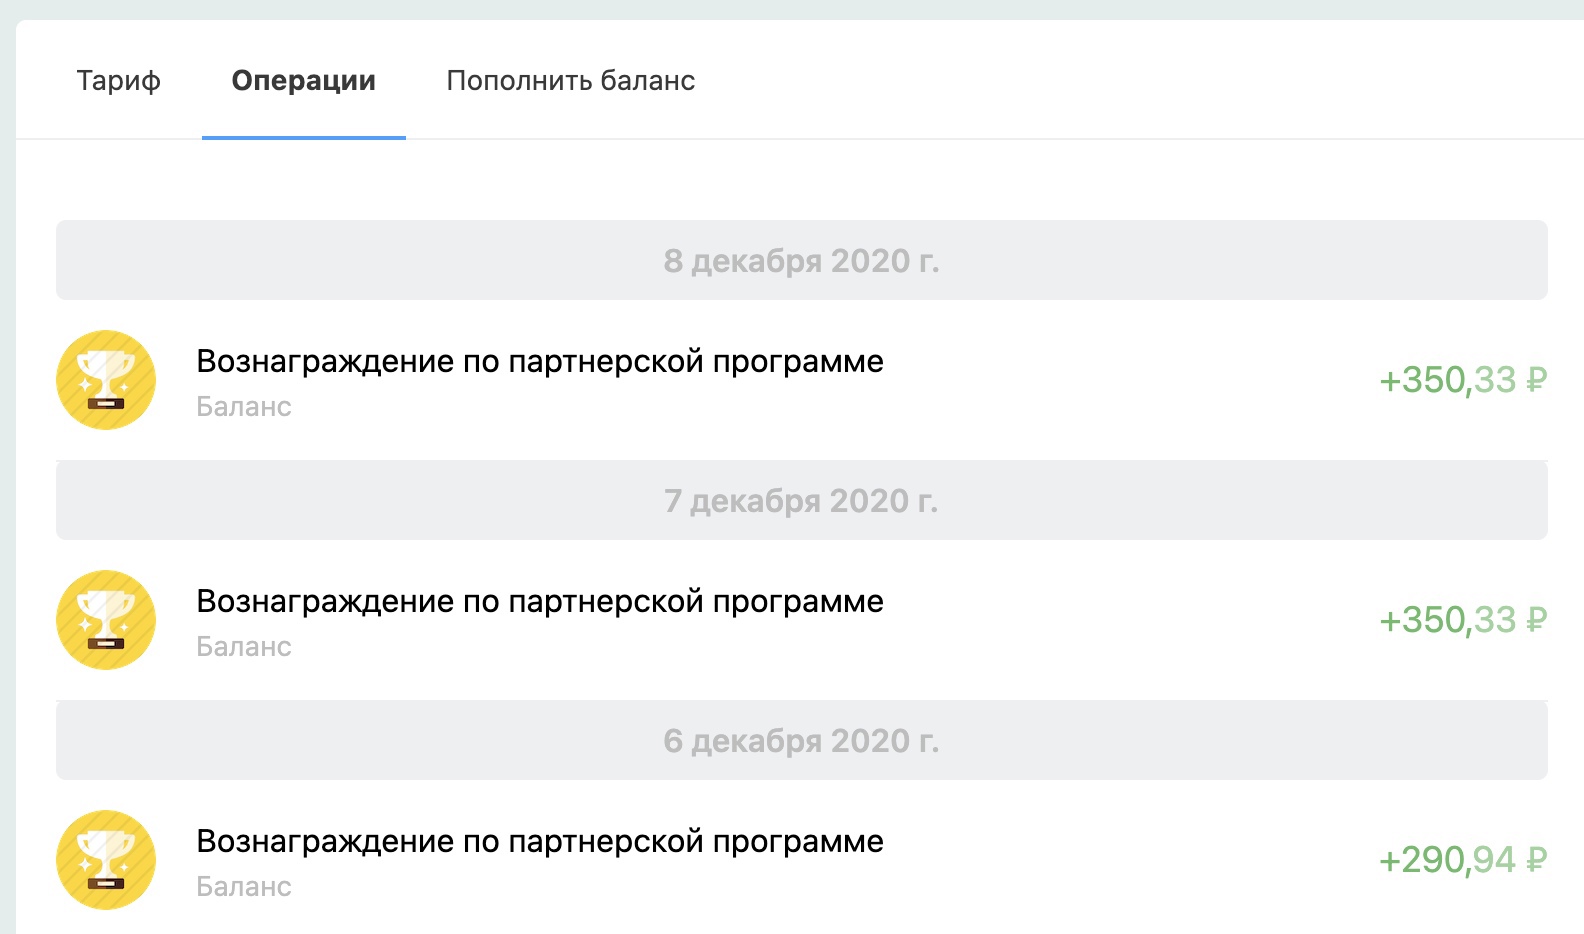 Тариф Операции Пополнить баланс
8 декабря 2020 г.
Вознаграждение по партнерской программе
Баланс
+350,33 ₽
7 декабря 2020 г.
Вознаграждение по партнерской программе
Баланс
+350,33 ₽
6 декабря 2020 г.
Вознаграждение по партнерской программе
Баланс
+290,94 ₽